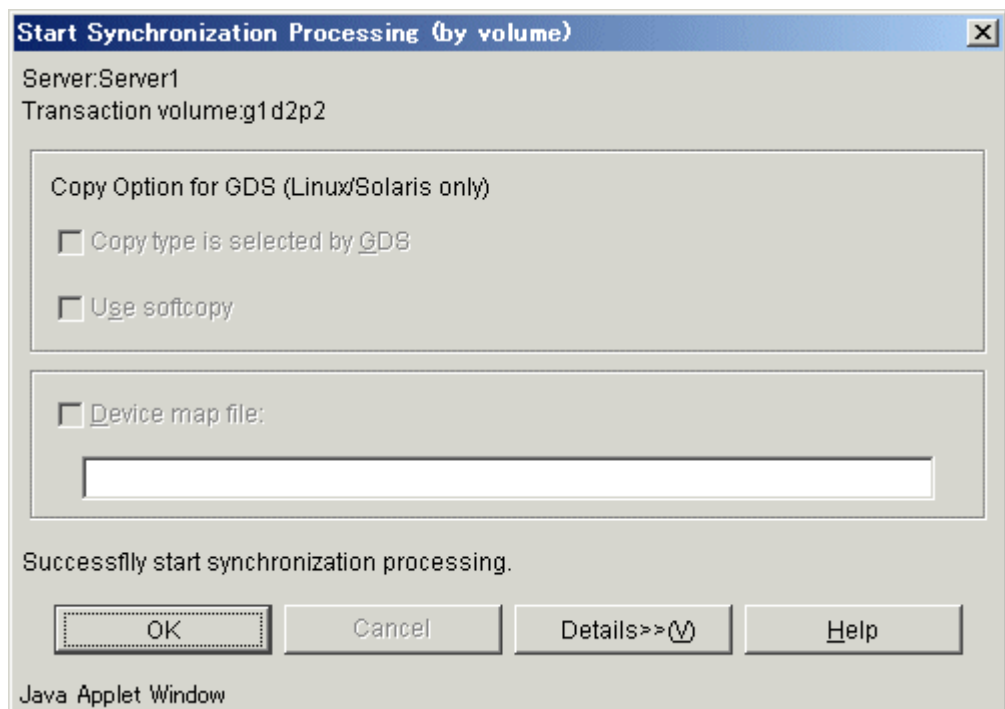 Start Synchronization Processing (by volume)
Server:Server1
Transaction volume:g1d2p2
Copy Option for GDS (Linux/Solaris only)
Copy type is selected by GDS
Use softcopy
Device map file:
Successflly start synchronization processing.
OK Cancel Details>>(V) Help
Java Applet Window